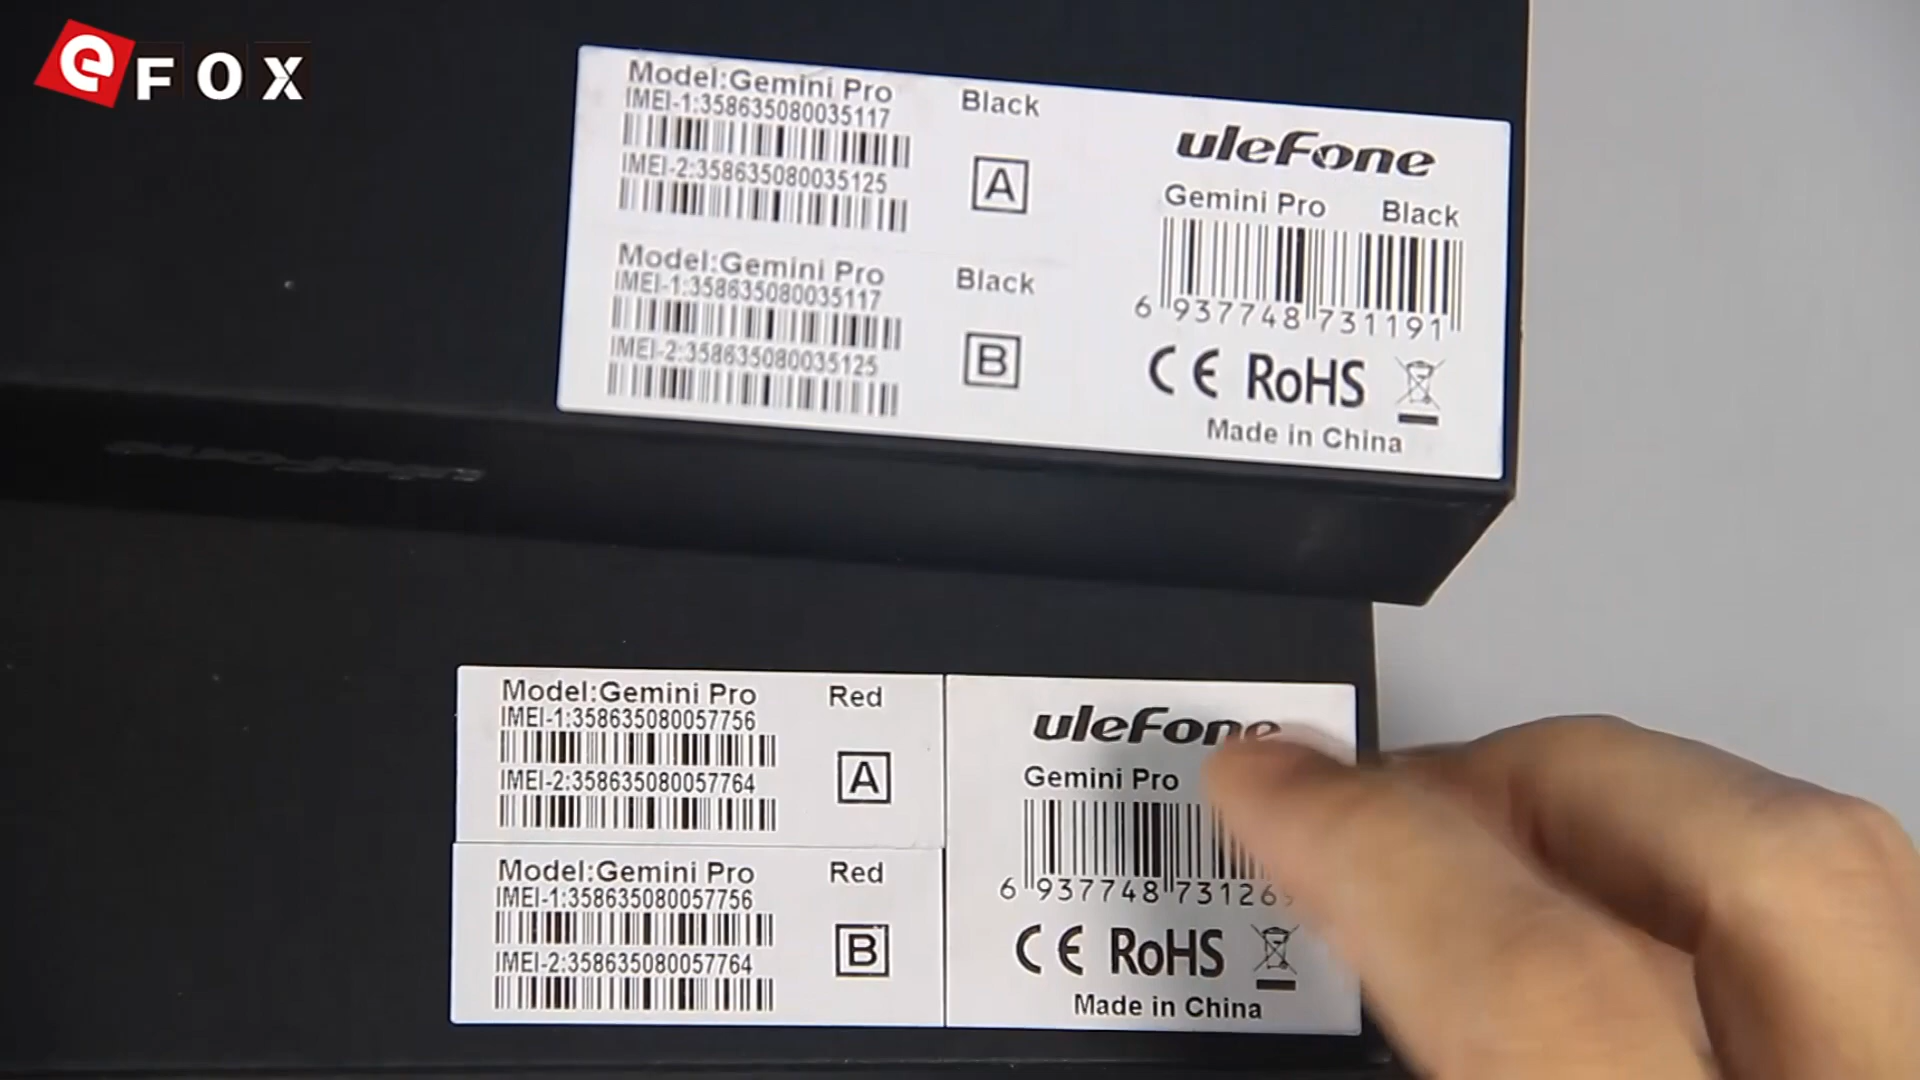 eFOX
Model:Gemini Pro Black
IMEI-1:358635080035117
IMEI-2:358635080035125
A
Model:Gemini Pro Black
IMEI-1:358635080035117
IMEI-2:358635080035125
B
uleFone
Gemini Pro Black
6 937748 731191
CE RoHS
Made in China
uleFone
Model:Gemini Pro Red
IMEI-1:358635080057756
IMEI-2:358635080057764
A
Model:Gemini Pro Red
IMEI-1:358635080057756
IMEI-2:358635080057764
B
uleFone
Gemini Pro
6 937748 731269
CE RoHS
Made in China